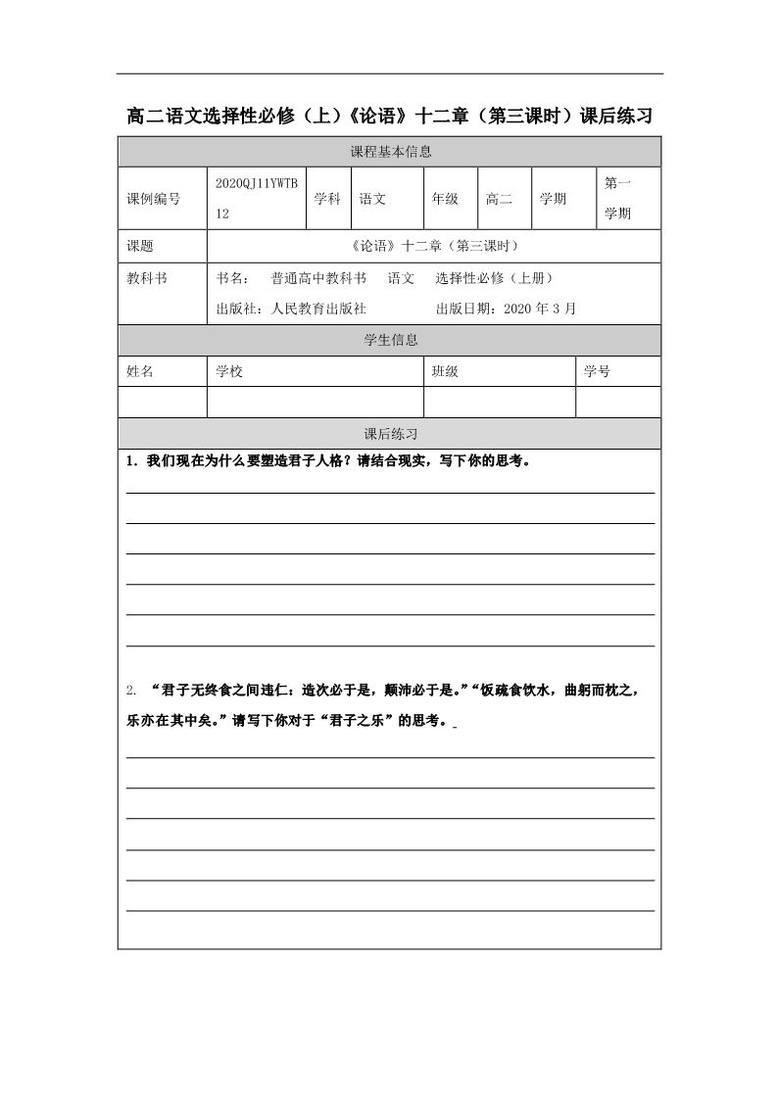 高二语文选择性必修（上）《论语》十二章（第三课时）课后练习
课程基本信息
课例编号 2020QJ11YWTB12 学科 语文 年级 高二 学期 第一学期
课题 《论语》十二章（第三课时）
教科书 书名： 普通高中教科书 语文 选择性必修（上册）
出版社：人民教育出版社 出版日期：2020 年 3 月
学生信息
姓名 学校 班级 学号
课后练习
1. 我们现在为什么要塑造君子人格？请结合现实，写下你的思考。
2. “君子无终食之间违仁；造次必于是，颠沛必于是。”“饭疏食饮水，曲躬而枕之，
乐亦在其中矣。”请写下你对于“君子之乐”的思考。